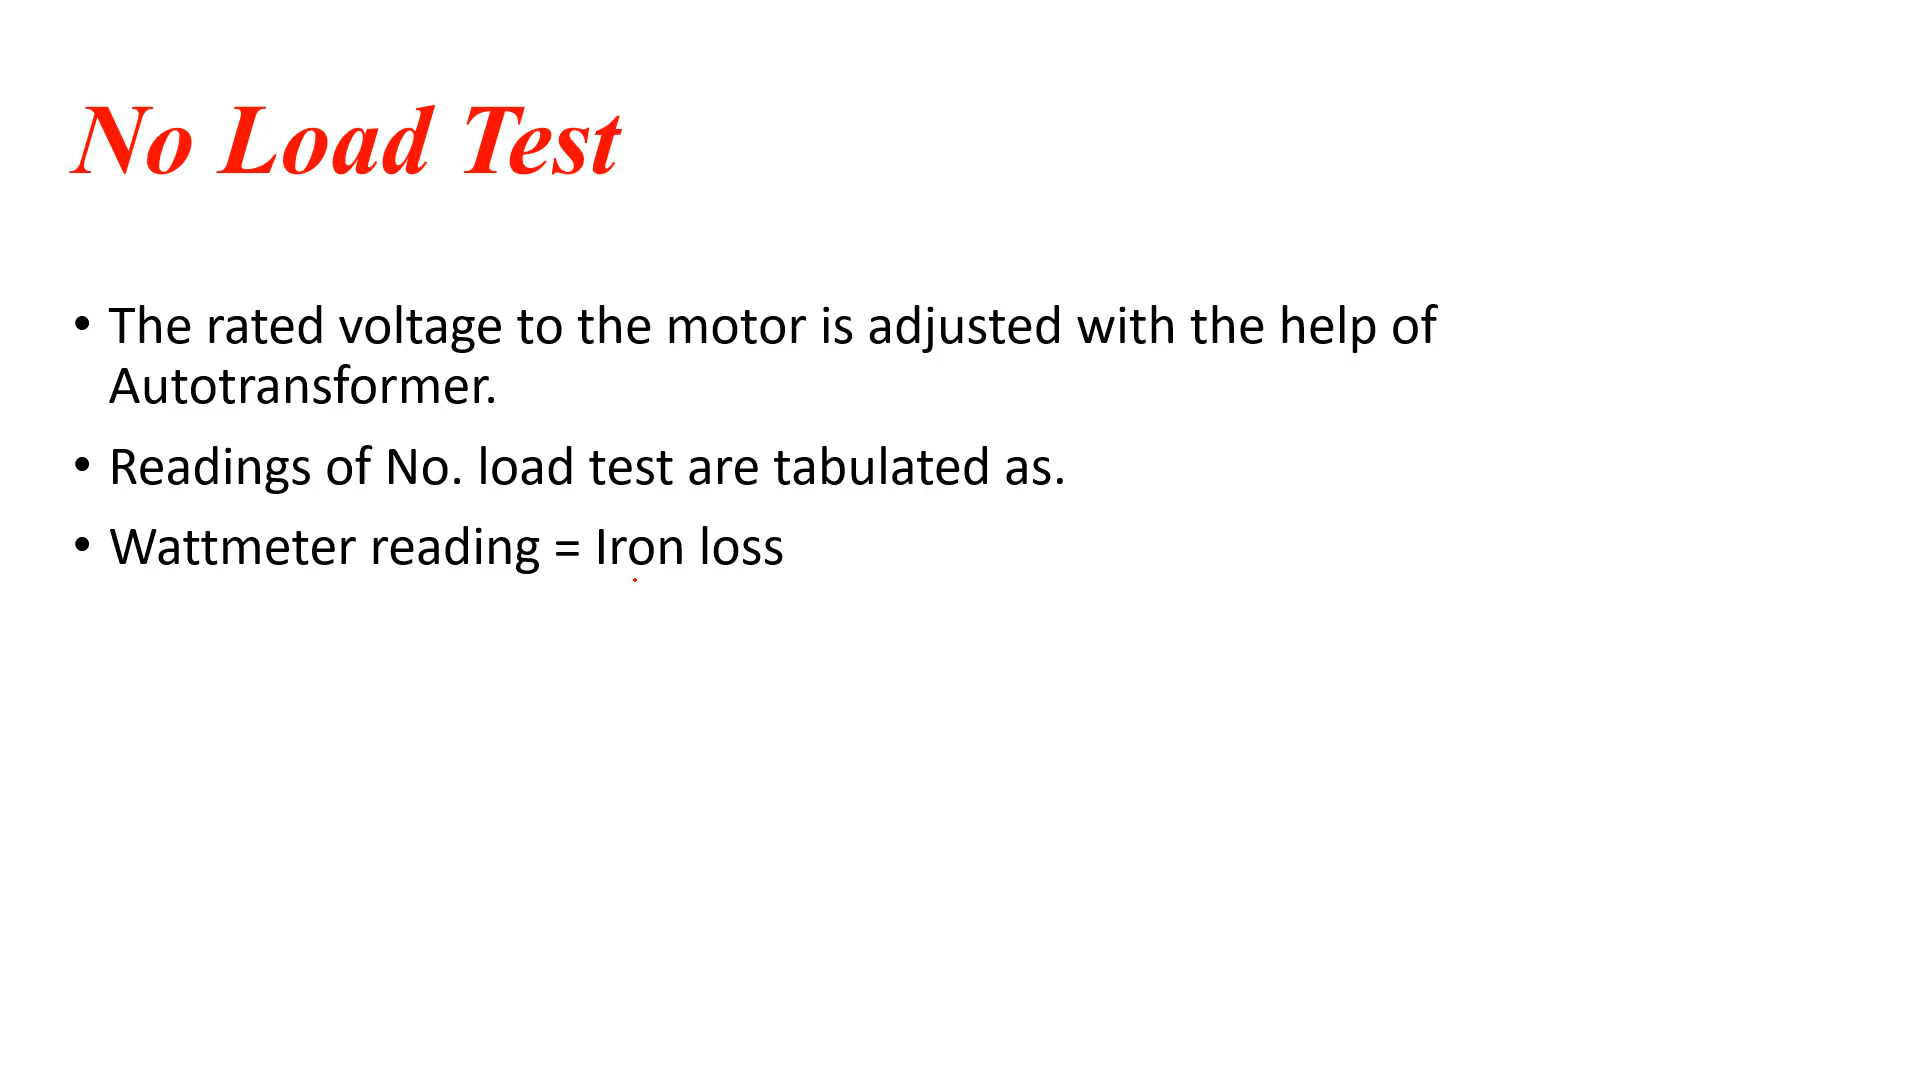 No Load Test
• The rated voltage to the motor is adjusted with the help of
Autotransformer.
• Readings of No. load test are tabulated as.
• Wattmeter reading = Iron loss